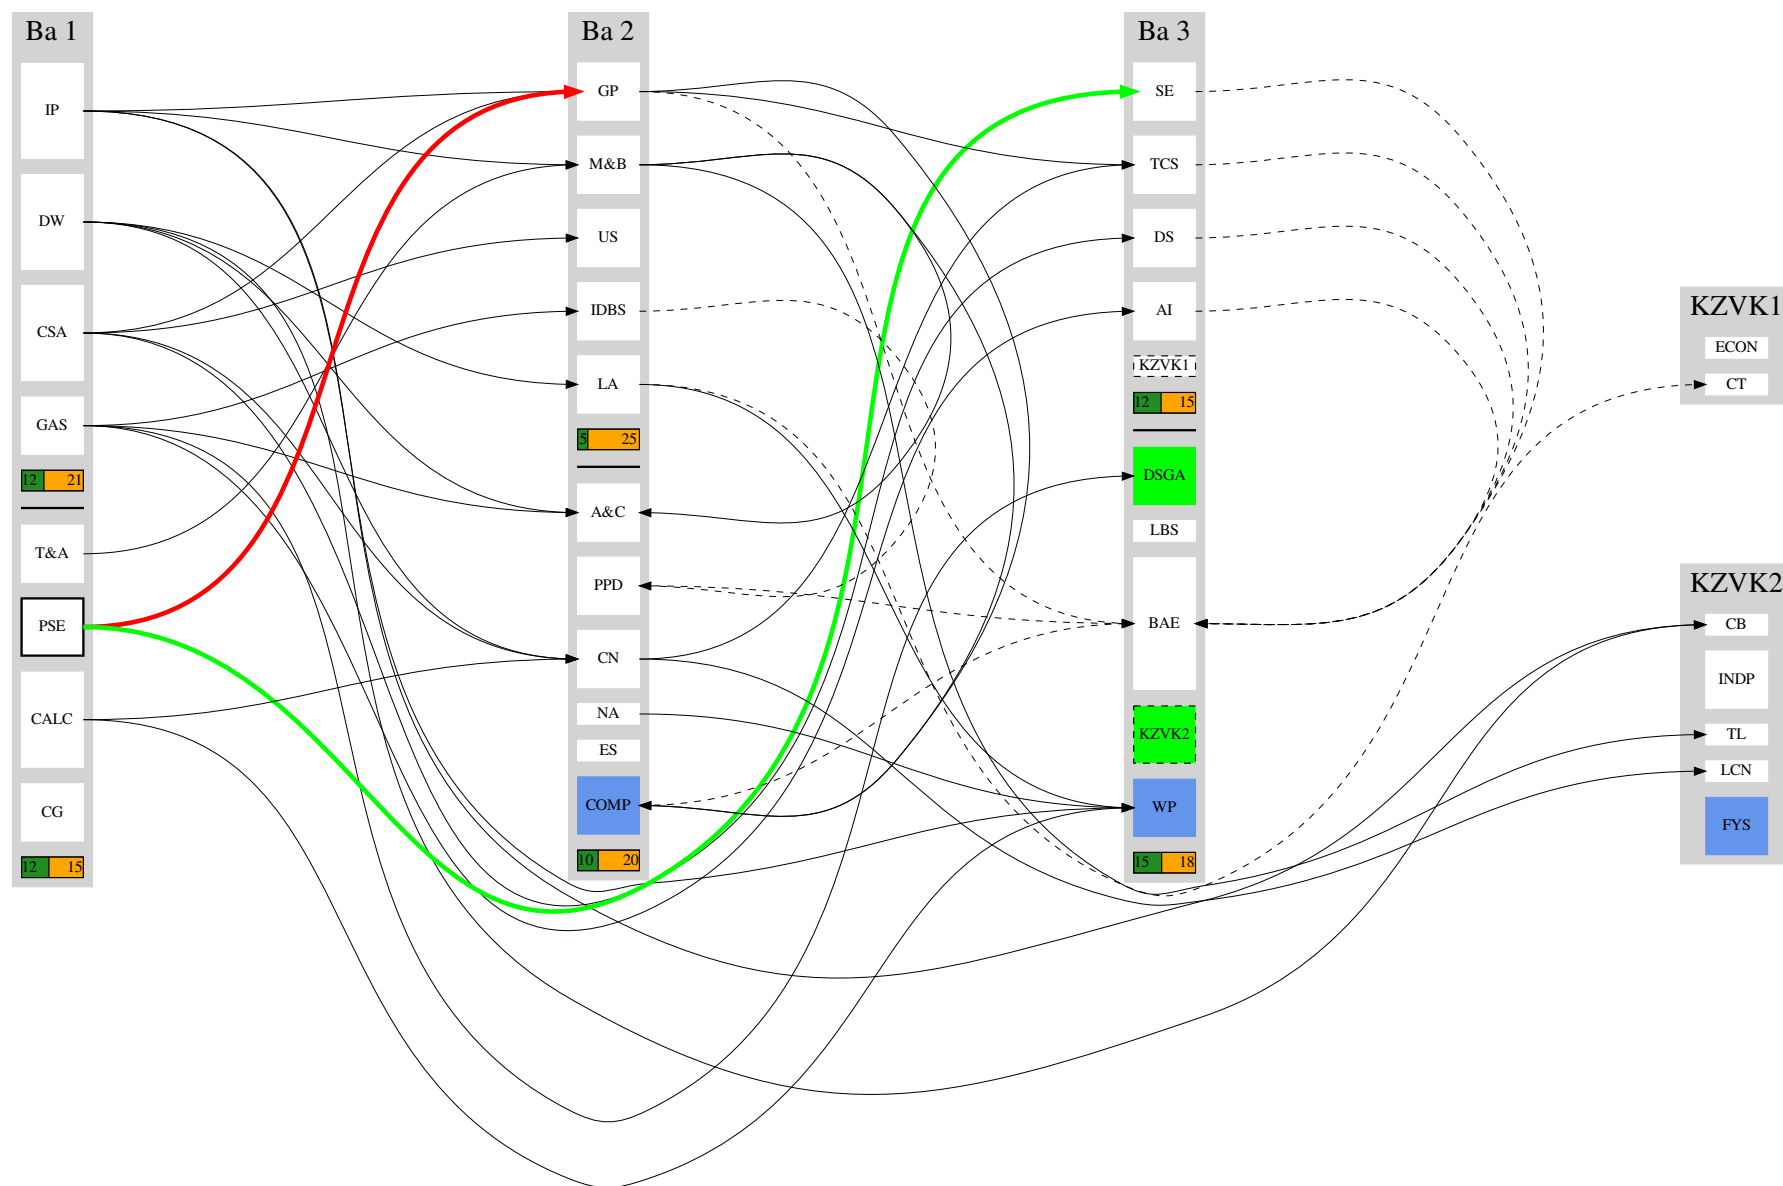 Ba 1
IP
DW
CSA
GAS
12 21
T&A
PSE
CALC
CG
12 15
Ba 2
GP
M&B
US
IDBS
LA
5 25
A&C
PPD
CN
NA
ES
COMP
10 20
Ba 3
SE
TCS
DS
AI
KZVK1
12 15
DSGA
LBS
BAE
KZVK2
WP
15 18
KZVK1
ECON
CT
KZVK2
CB
INDP
TL
LCN
FYS